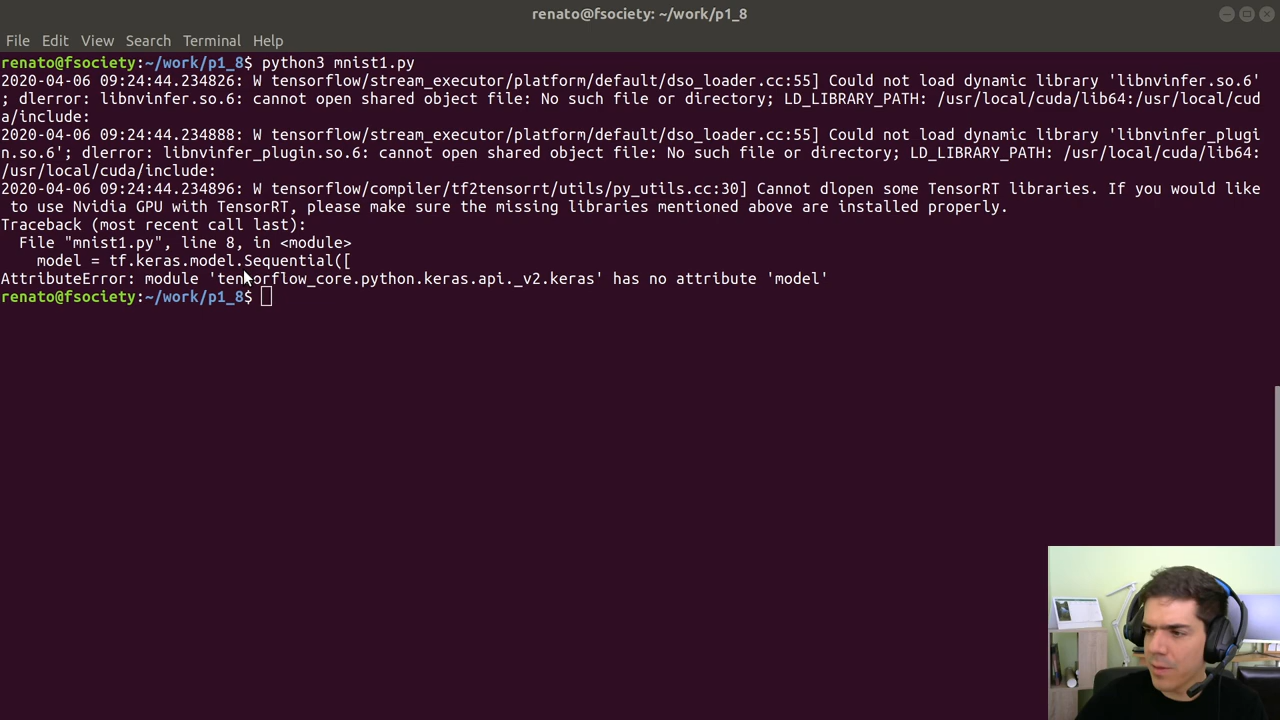 renato@fsociety: ~/work/p1_8
File Edit View Search Terminal Help
renato@fsociety:~/work/p1_8$ python3 mnist1.py
2020-04-06 09:24:44.234826: W tensorflow/stream_executor/platform/default/dso_loader.cc:55] Could not load dynamic library 'libnvinfer.so.6'
; dlerror: libnvinfer.so.6: cannot open shared object file: No such file or directory; LD_LIBRARY_PATH: /usr/local/cuda/lib64:/usr/local/cud
a/include:
2020-04-06 09:24:44.234888: W tensorflow/stream_executor/platform/default/dso_loader.cc:55] Could not load dynamic library 'libnvinfer_plugi
n.so.6'; dlerror: libnvinfer_plugin.so.6: cannot open shared object file: No such file or directory; LD_LIBRARY_PATH: /usr/local/cuda/lib64:
/usr/local/cuda/include:
2020-04-06 09:24:44.234896: W tensorflow/compiler/tf2tensorrt/utils/py_utils.cc:30] Cannot dlopen some TensorRT libraries. If you would like
 to use Nvidia GPU with TensorRT, please make sure the missing libraries mentioned above are installed properly.
Traceback (most recent call last):
  File "mnist1.py", line 8, in <module>
    model = tf.keras.model.Sequential([
AttributeError: module 'tensorflow_core.python.keras.api._v2.keras' has no attribute 'model'
renato@fsociety:~/work/p1_8$